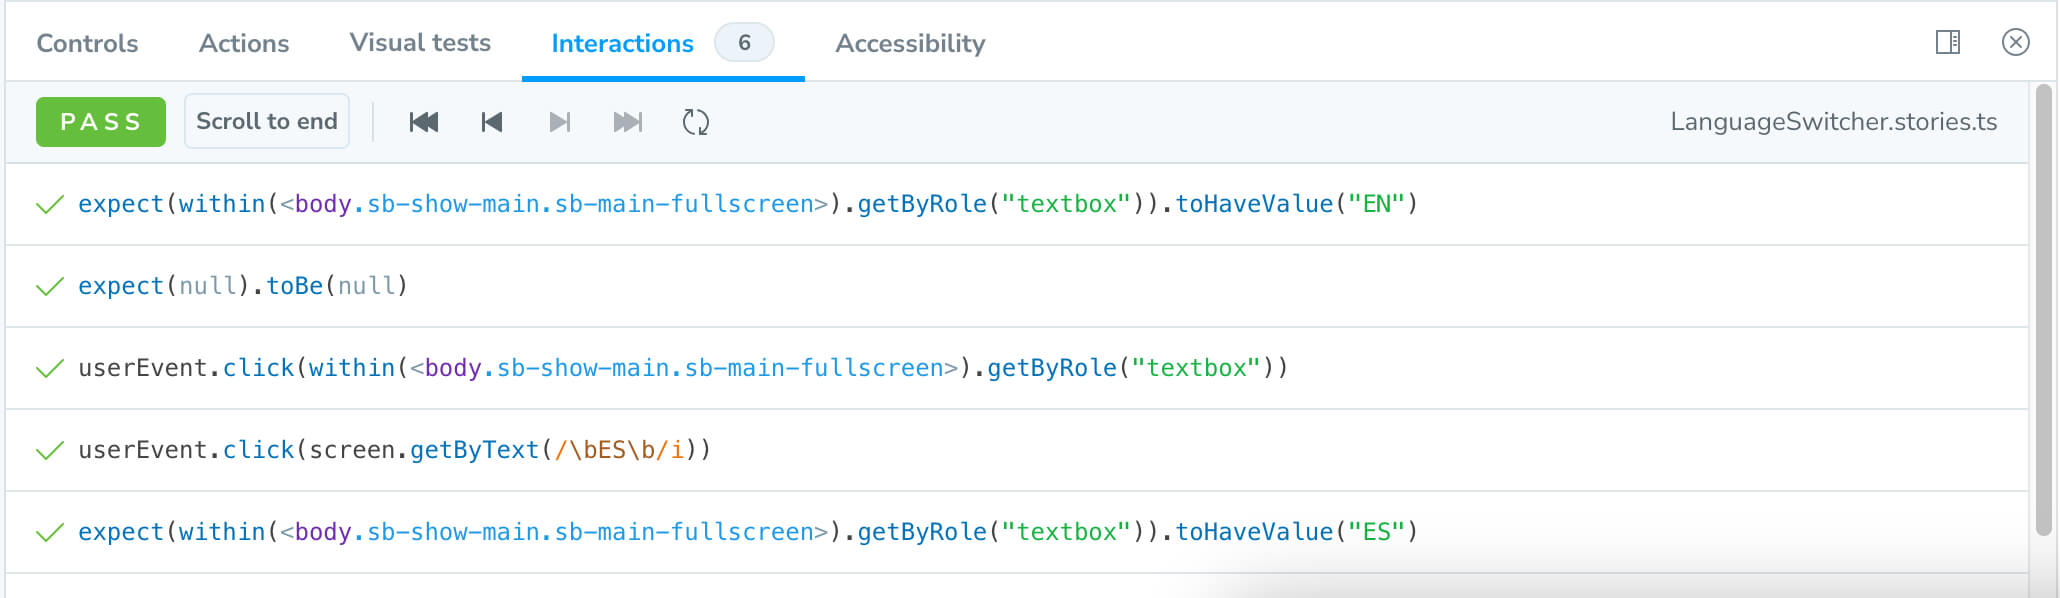 Controls Actions Visual tests Interactions 6 Accessibility
PASS Scroll to end LanguageSwitcher.stories.ts
expect(within(<body.sb-show-main.sb-main-fullscreen>).getByRole("textbox")).toHaveValue("EN")
expect(null).toBe(null)
userEvent.click(within(<body.sb-show-main.sb-main-fullscreen>).getByRole("textbox"))
userEvent.click(screen.getByText(/\bES\b/i))
expect(within(<body.sb-show-main.sb-main-fullscreen>).getByRole("textbox")).toHaveValue("ES")